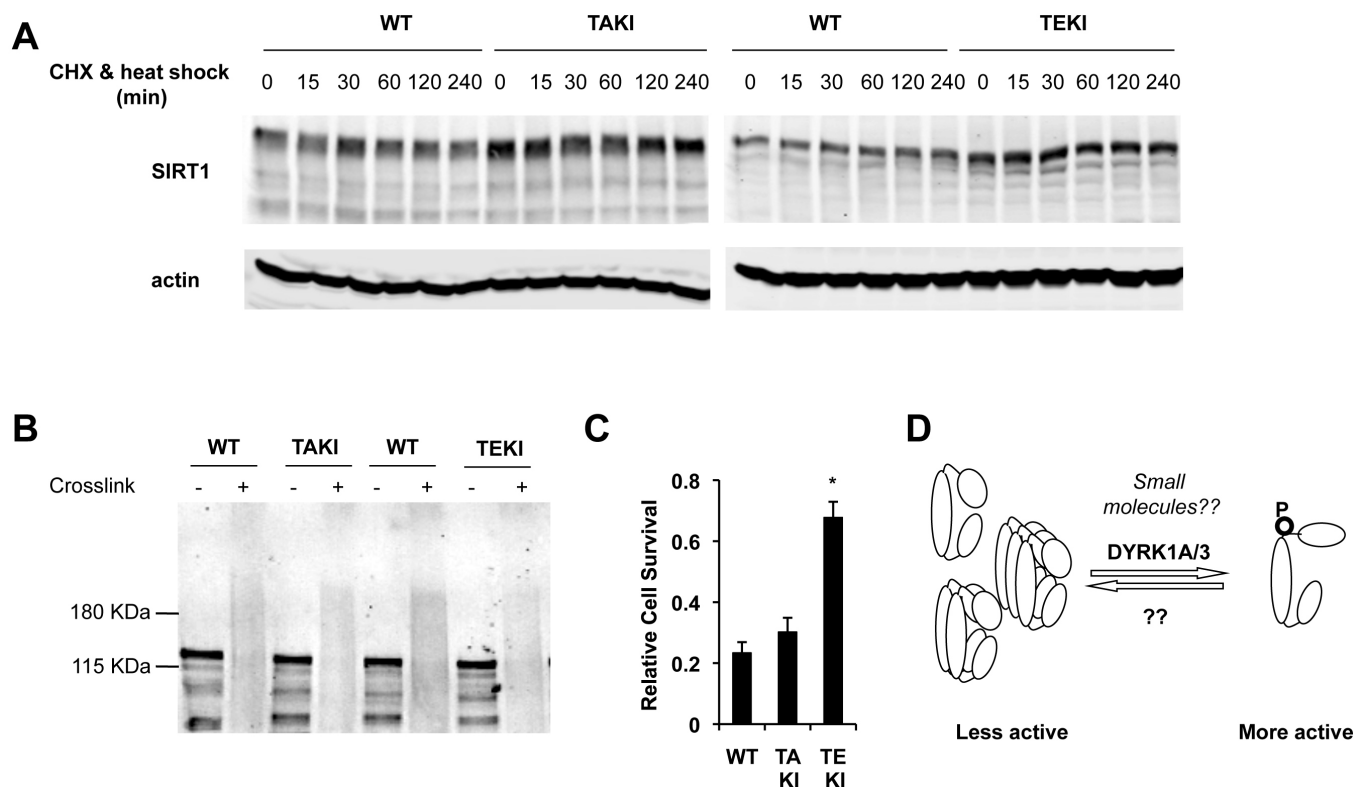 A
WT TAKI WT TEKI
CHX & heat shock
(min)
0 15 30 60 120 240 0 15 30 60 120 240 0 15 30 60 120 240 0 15 30 60 120 240
SIRT1
actin
B
WT TAKI WT TEKI
Crosslink - + - + - + - +
180 KDa
115 KDa
C
Relative Cell Survival
0.8
0.6
0.4
0.2
0
*
WT TA TE
KI KI
D
Small
molecules??
DYRK1A/3
??
P
Less active More active